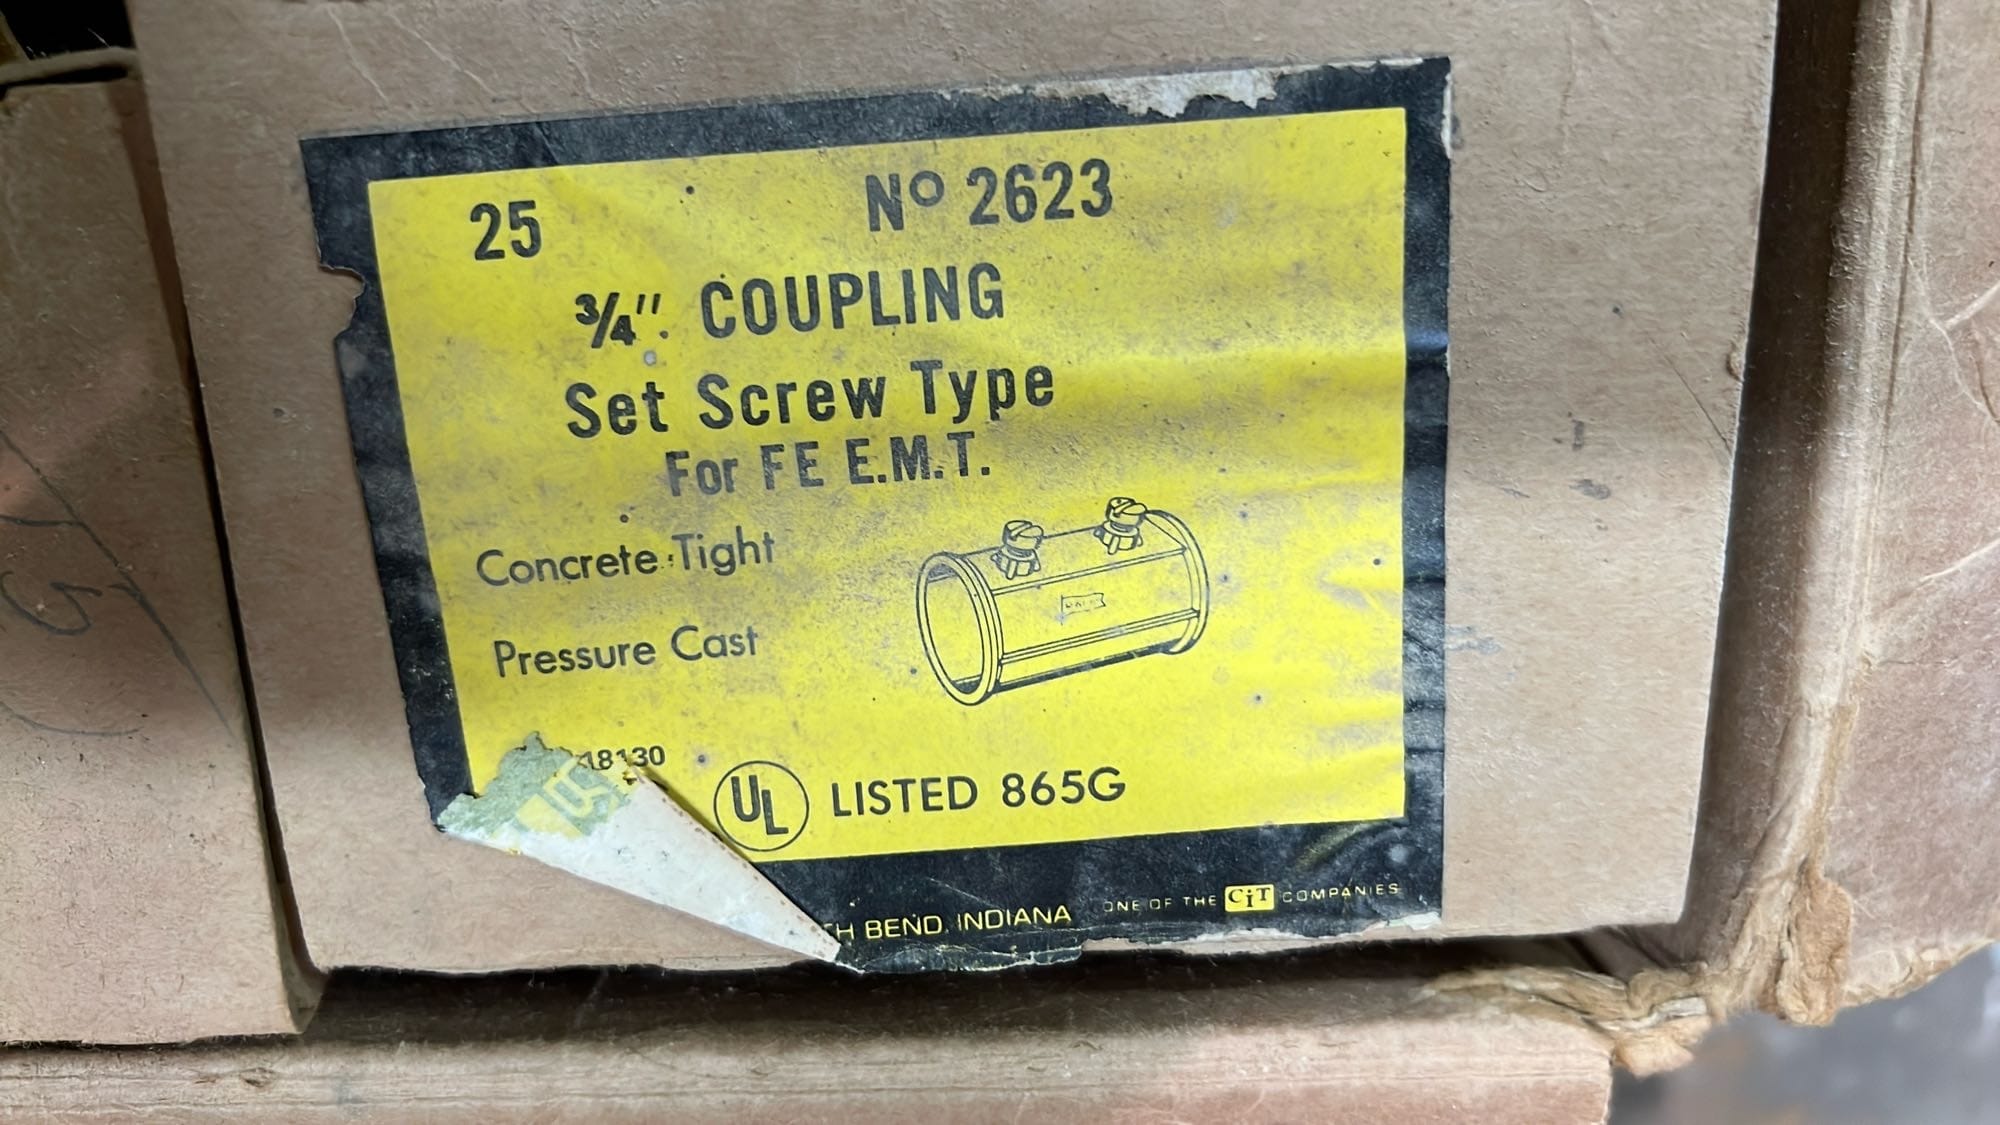 25 Nº 2623
3/4" COUPLING
Set Screw Type
For FE E.M.T.
Concrete Tight
Pressure Cast
18130
UL LISTED 865G
TH BEND, INDIANA ONE OF THE CiT COMPANIES